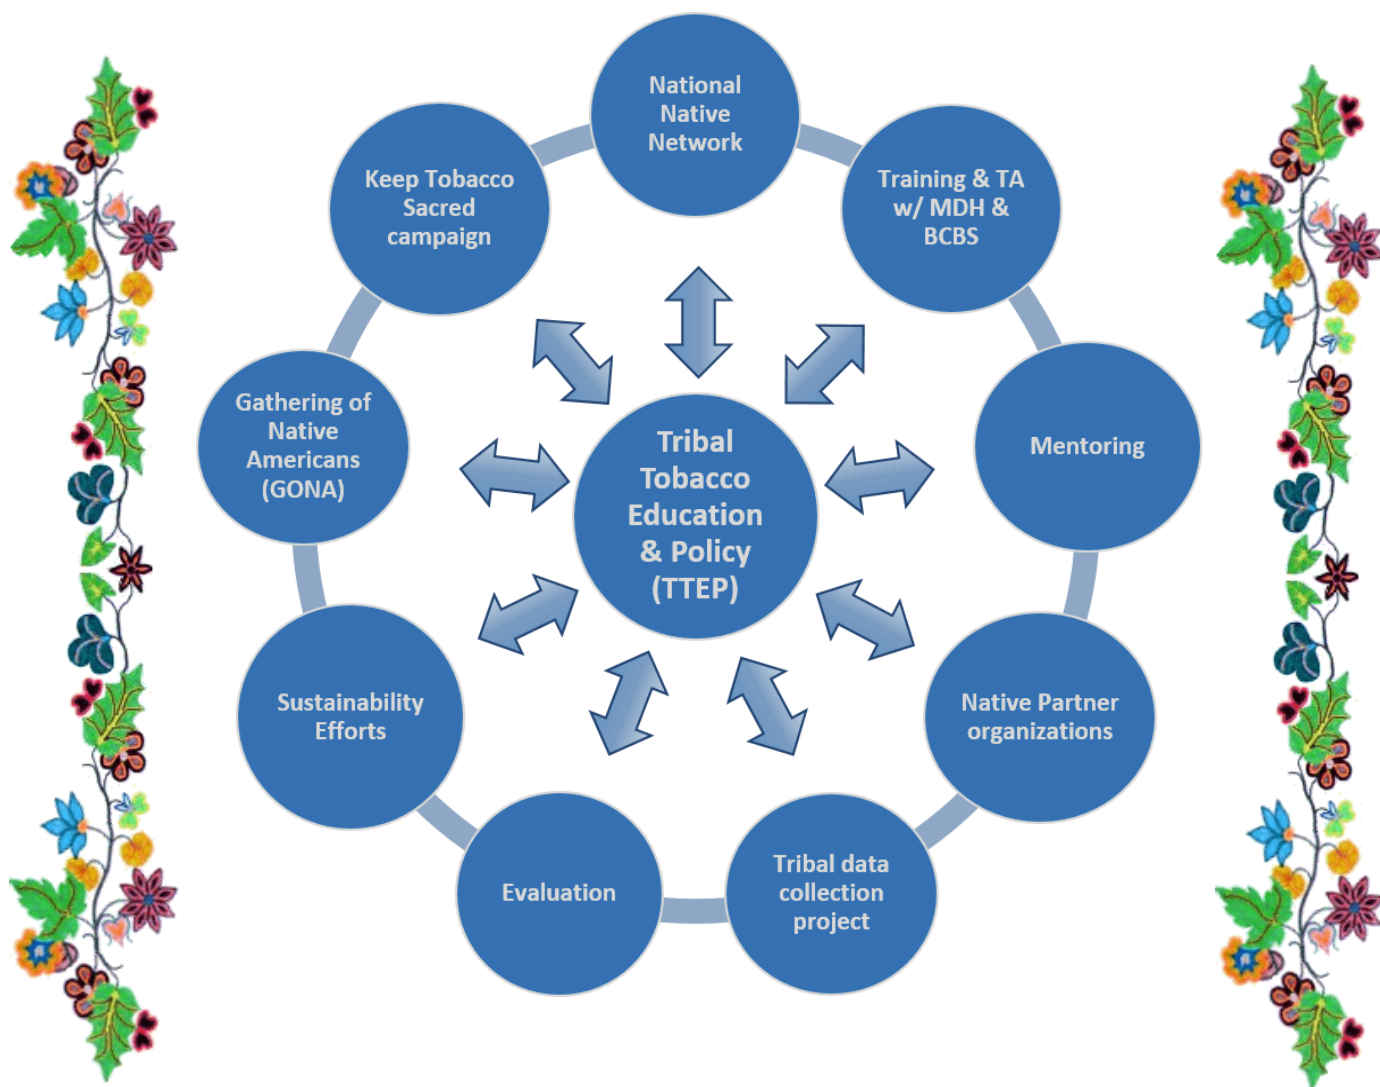 National
Native
Network
Training & TA
w/ MDH &
BCBS
Mentoring
Native Partner
organizations
Tribal data
collection
project
Evaluation
Sustainability
Efforts
Gathering of
Native
Americans
(GONA)
Keep Tobacco
Sacred
campaign
Tribal
Tobacco
Education
& Policy
(TTEP)